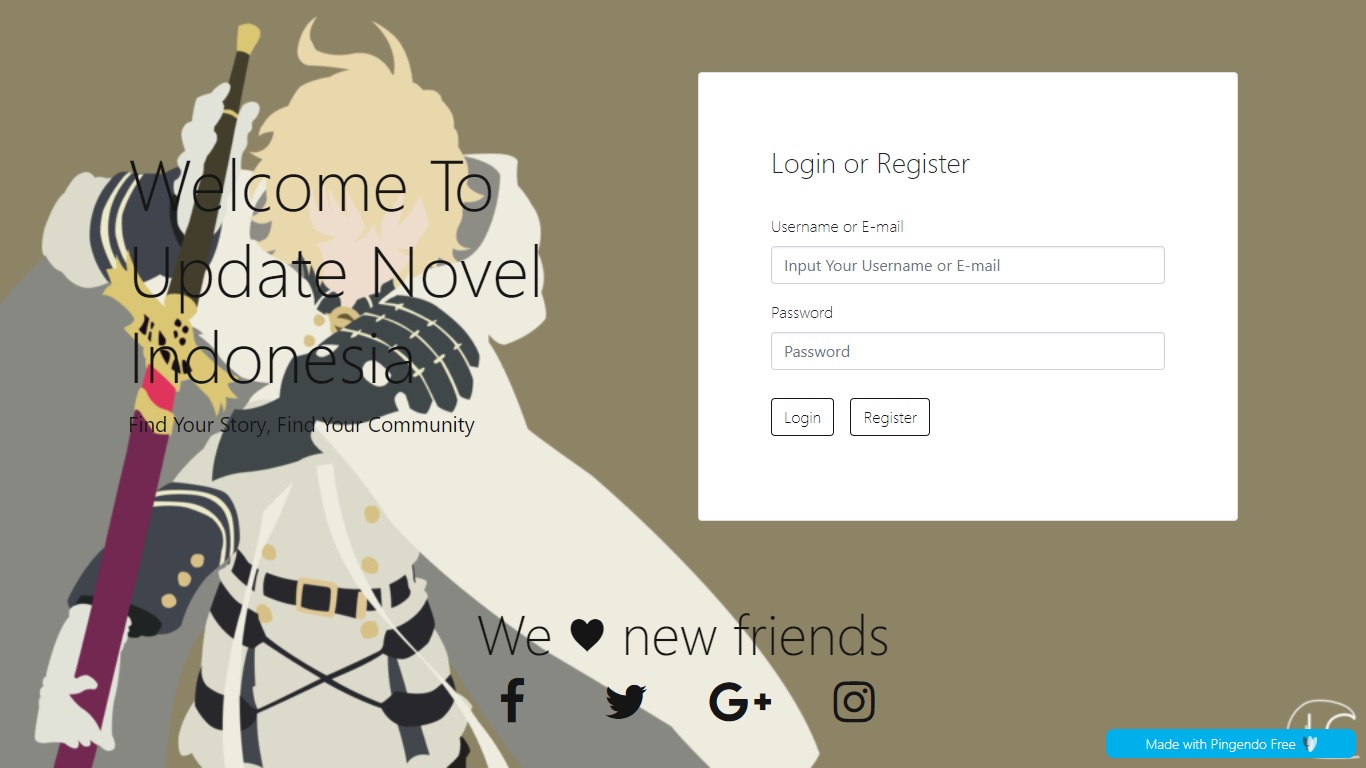 Welcome To
Update Novel
Indonesia
Find Your Story, Find Your Community
Login or Register
Username or E-mail
Input Your Username or E-mail
Password
Password
Login Register
We ♥ new friends
Made with Pingendo Free